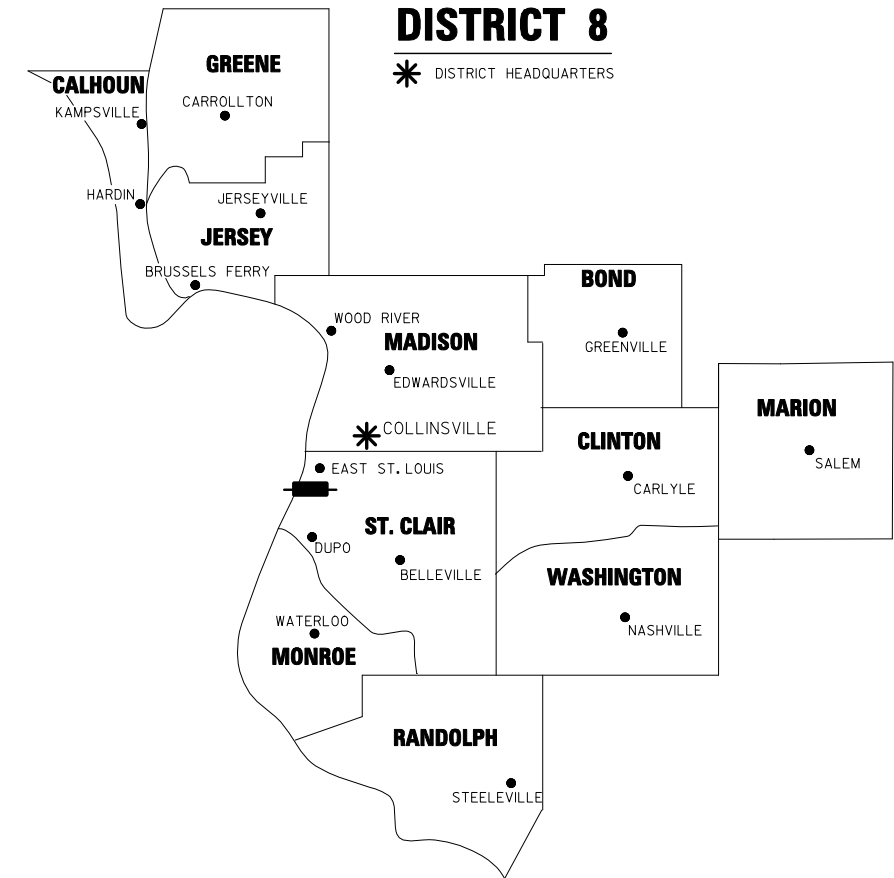 DISTRICT 8
DISTRICT HEADQUARTERS
GREENE
CALHOUN
CARROLLTON
KAMPSVILLE
HARDIN
JERSEYVILLE
JERSEY
BRUSSELS FERRY
BOND
WOOD RIVER
MADISON
GREENVILLE
EDWARDSVILLE
MARION
COLLINSVILLE
CLINTON
SALEM
EAST ST. LOUIS
CARLYLE
ST. CLAIR
DUPO
BELLEVILLE
WASHINGTON
WATERLOO
NASHVILLE
MONROE
RANDOLPH
STEELEVILLE